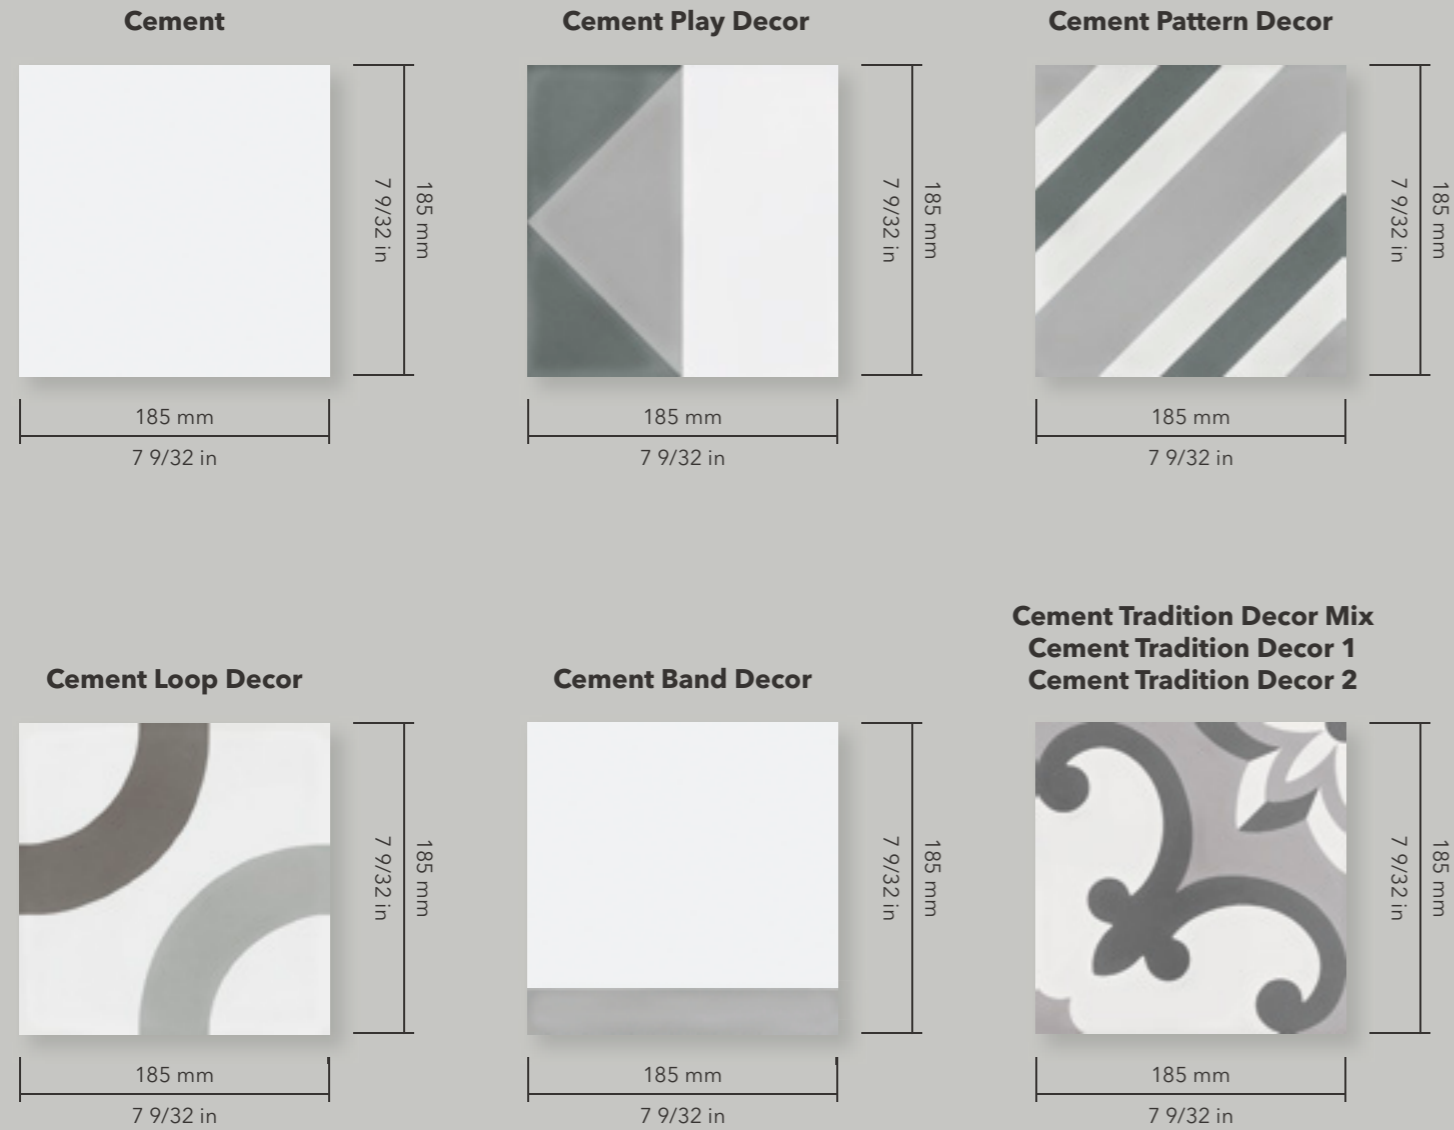 Cement
7 9/32 in
185 mm
185 mm
7 9/32 in
Cement Play Decor
7 9/32 in
185 mm
185 mm
7 9/32 in
Cement Pattern Decor
7 9/32 in
185 mm
185 mm
7 9/32 in
Cement Loop Decor
7 9/32 in
185 mm
185 mm
7 9/32 in
Cement Band Decor
7 9/32 in
185 mm
185 mm
7 9/32 in
Cement Tradition Decor Mix
Cement Tradition Decor 1
Cement Tradition Decor 2
7 9/32 in
185 mm
185 mm
7 9/32 in